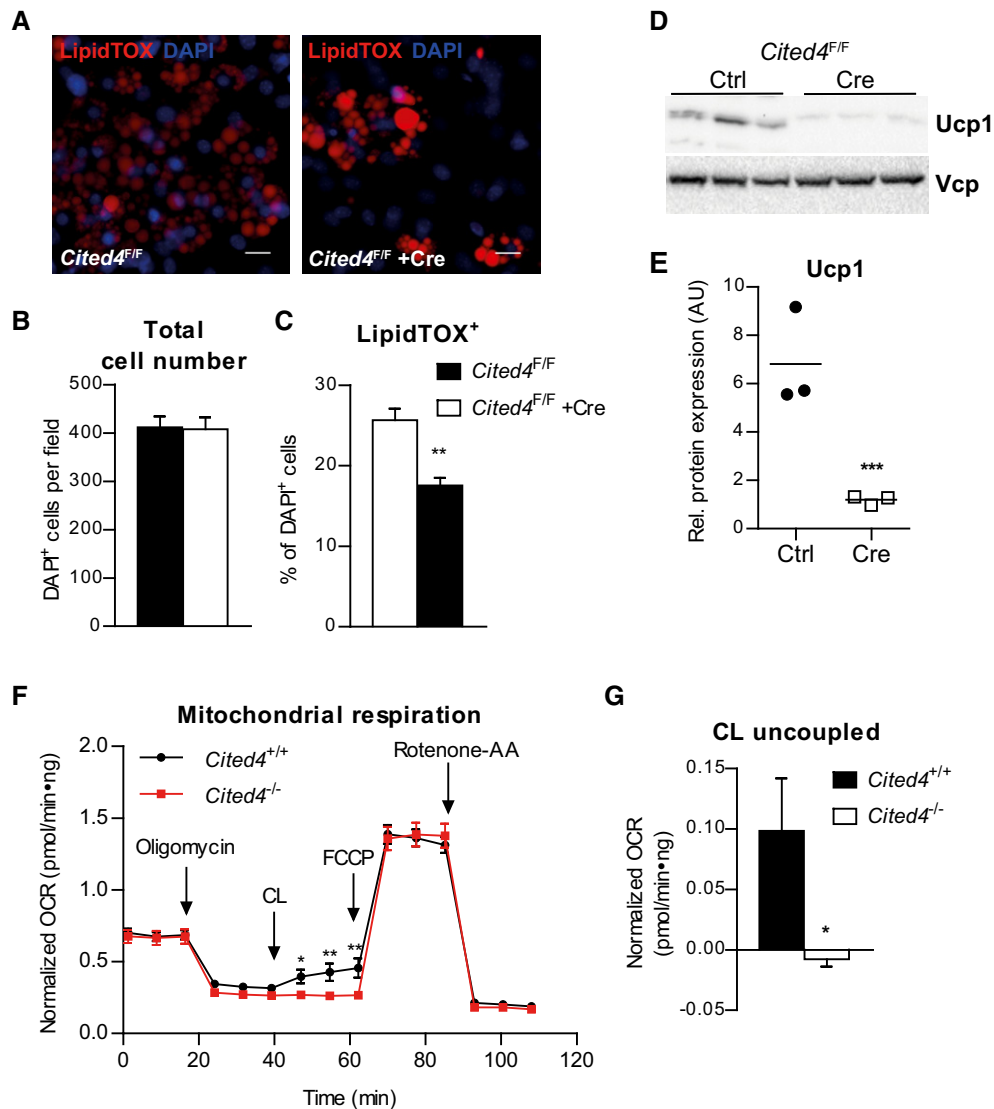 A
LipidTOX DAPI
Cited4F/F
LipidTOX DAPI
Cited4F/F +Cre
B
Total
cell number
DAPI+ cells per field
500
400
300
200
100
0
C
LipidTOX+
% of DAPI+ cells
30
20
10
0
**
Cited4F/F
Cited4F/F +Cre
D
Cited4F/F
Ctrl Cre
Ucp1
Vcp
E
Ucp1
Rel. protein expression (AU)
10
8
6
4
2
0
***
Ctrl Cre
F
Mitochondrial respiration
Normalized OCR (pmol/min•ng)
2.0
1.5
1.0
0.5
0.0
Cited4+/+
Cited4-/-
Oligomycin
CL
FCCP
Rotenone-AA
* ** **
0 20 40 60 80 100 120
Time (min)
G
CL uncoupled
Normalized OCR
(pmol/min•ng)
0.15
0.10
0.05
0.00
-0.05
*
Cited4+/+
Cited4-/-